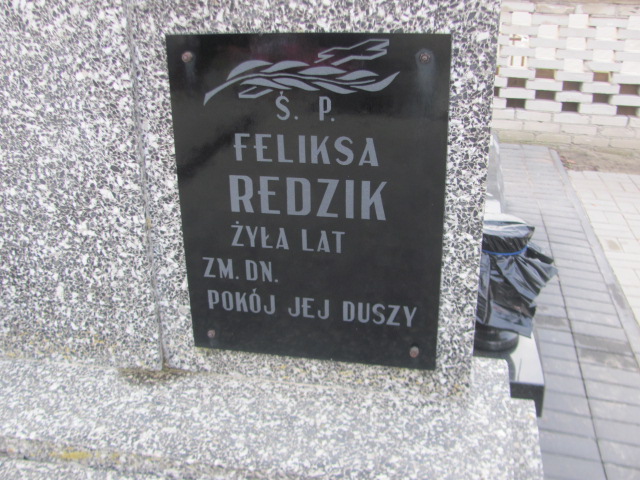 Ś. P.
FELIKSA
REDZIK
ŻYŁA LAT
ZM. DN.
POKÓJ JEJ DUSZY